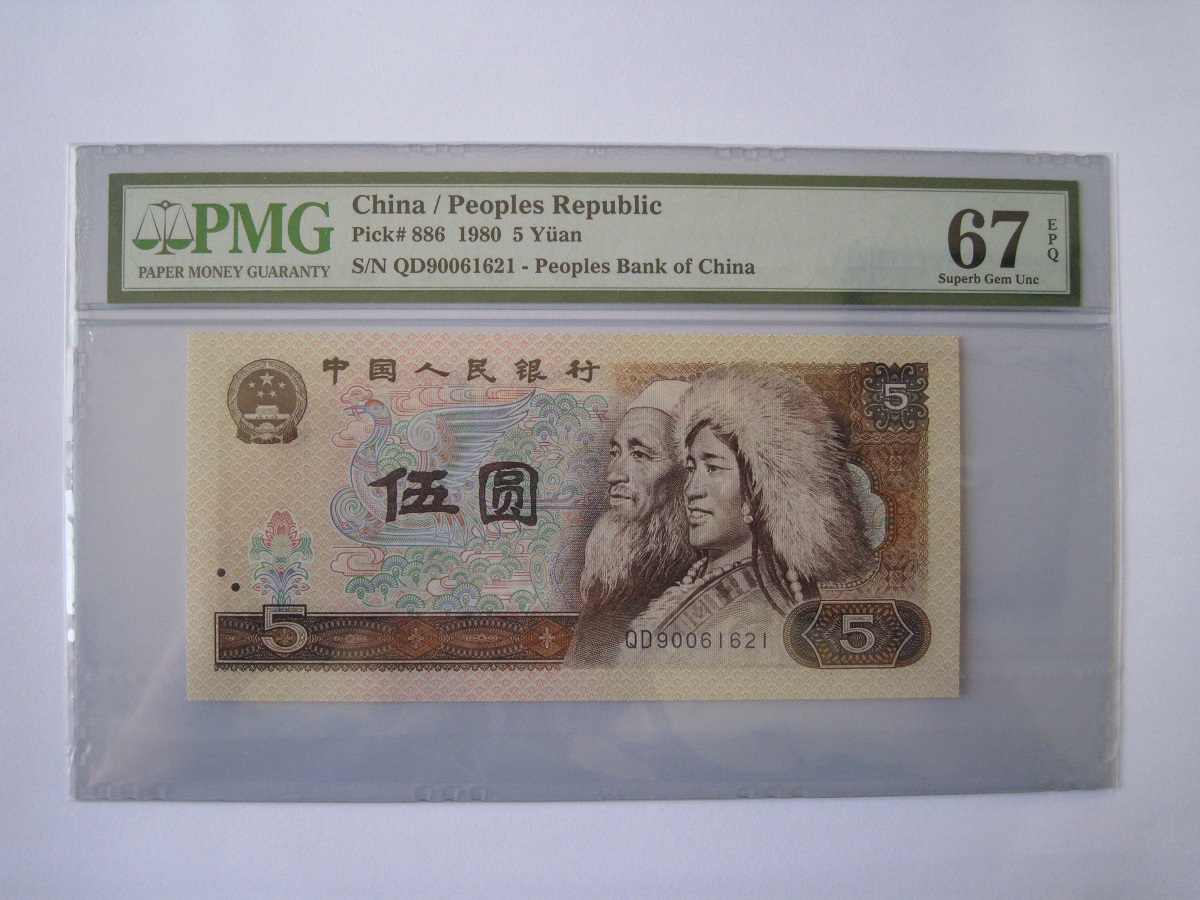 PMG
PAPER MONEY GUARANTY
China / Peoples Republic
Pick# 886 1980 5 Yüan
S/N QD90061621 - Peoples Bank of China
67
EPQ
Superb Gem Unc
中国人民银行
5
伍圆
5
QD90061621
5